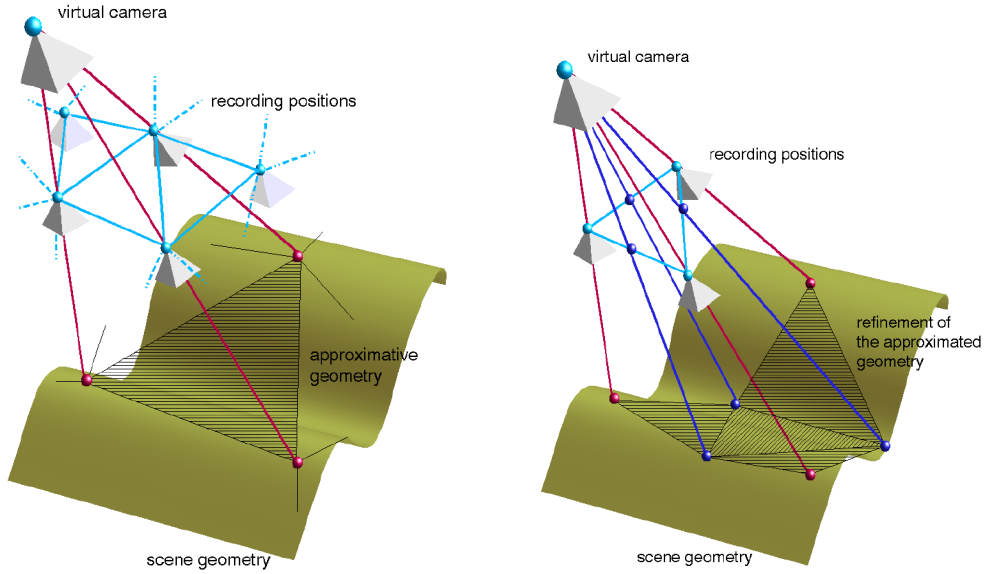 virtual camera
recording positions
approximative
geometry
scene geometry
virtual camera
recording positions
refinement of
the approximated
geometry
scene geometry